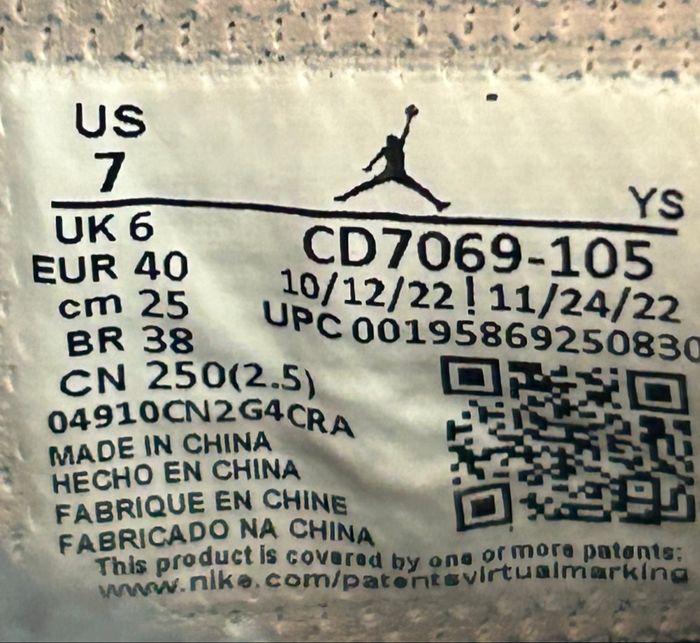 US
7
YS
UK 6
CD7069-105
EUR 40
10/12/22 ! 11/24/22
cm 25
UPC 00195869250830
BR 38
CN 250(2.5)
04910CN2G4CRA
MADE IN CHINA
HECHO EN CHINA
FABRIQUE EN CHINE
FABRICADO NA CHINA
This product is covered by one or more patents:
www.nike.com/patentsvirtualmarking